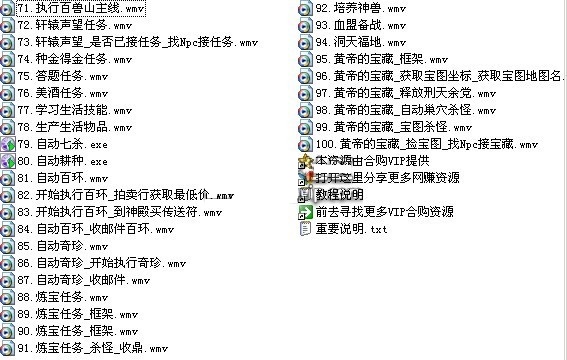 71.执行百兽山主线.wmv
72.轩辕声望任务.wmv
73.轩辕声望_是否已接任务_找Npc接任务.wmv
74.种金得金任务.wmv
75.答题任务.wmv
76.美酒任务.wmv
77.学习生活技能.wmv
78.生产生活物品.wmv
79.自动七杀.exe
80.自动耕种.exe
81.自动百环.wmv
82.开始执行百环_拍卖行获取最低价.wmv
83.开始执行百环_到神殿买传送符.wmv
84.自动百环_收邮件百环.wmv
85.自动奇珍.wmv
86.自动奇珍_开始执行奇珍.wmv
87.自动奇珍_收邮件.wmv
88.炼宝任务.wmv
89.炼宝任务_框架.wmv
90.炼宝任务_框架.wmv
91.炼宝任务_杀怪_收鼎.wmv
92.培养神兽.wmv
93.血盟备战.wmv
94.洞天福地.wmv
95.黄帝的宝藏_框架.wmv
96.黄帝的宝藏_获取宝图坐标_获取宝图地图名.
97.黄帝的宝藏_释放刑天余党.wmv
98.黄帝的宝藏_自动巢穴杀怪.wmv
99.黄帝的宝藏_宝图杀怪.wmv
100.黄帝的宝藏_捡宝图_找Npc接宝藏.wmv
本资源由合购VIP提供
打开这里分享更多网赚资源
教程说明
前去寻找更多VIP合购资源
重要说明.txt